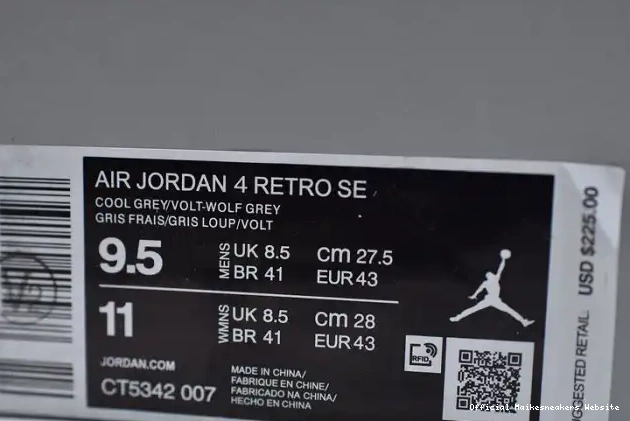 AIR JORDAN 4 RETRO SE
COOL GREY/VOLT-WOLF GREY
GRIS FRAIS/GRIS LOUP/VOLT
9.5 MENS UK 8.5 cm 27.5
BR 41 EUR 43
11 WMNS UK 8.5 cm 28
BR 41 EUR 43
JORDAN.COM
CT5342 007
MADE IN CHINA/
FABRIQUE EN CHINE/
FABRICADO NA CHINA/
HECHO EN CHINA
RFID
RETAIL USD $225.00
Official Maikesneakers Website